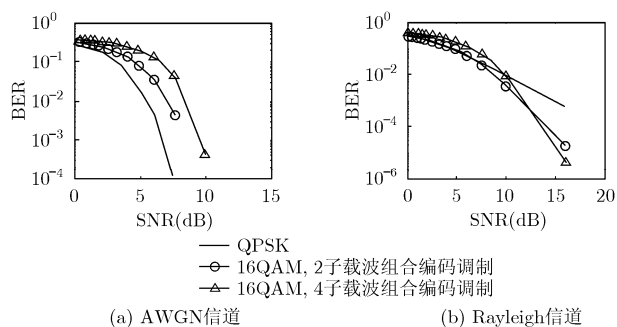 10^0
10^-1
10^-2
10^-3
10^-4
BER
0 5 10 15
SNR(dB)
10^0
10^-2
10^-4
10^-6
BER
0 5 10 15 20
SNR(dB)
QPSK
16QAM, 2子载波组合编码调制
16QAM, 4子载波组合编码调制
(a) AWGN信道
(b) Rayleigh信道